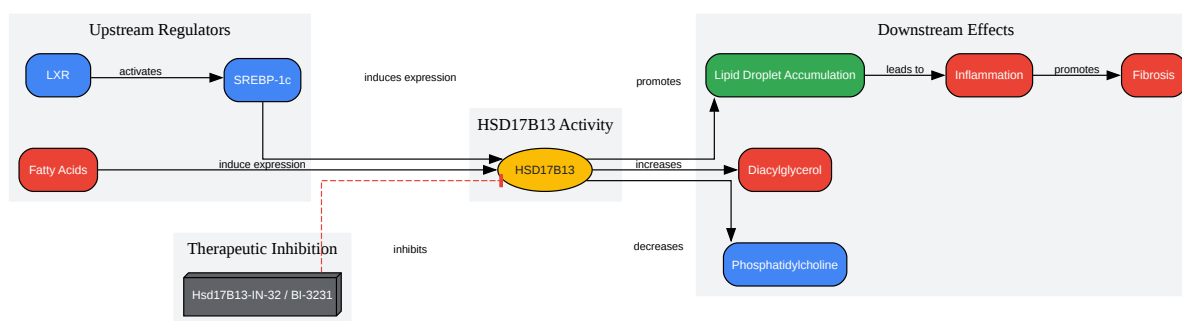 Upstream Regulators
Downstream Effects
LXR
activates
SREBP-1c
induces expression
promotes
Lipid Droplet Accumulation
leads to
Inflammation
promotes
Fibrosis
HSD17B13 Activity
Fatty Acids
induce expression
HSD17B13
increases
Diacylglycerol
Therapeutic Inhibition
inhibits
decreases
Phosphatidylcholine
Hsd17B13-IN-32 / BI-3231